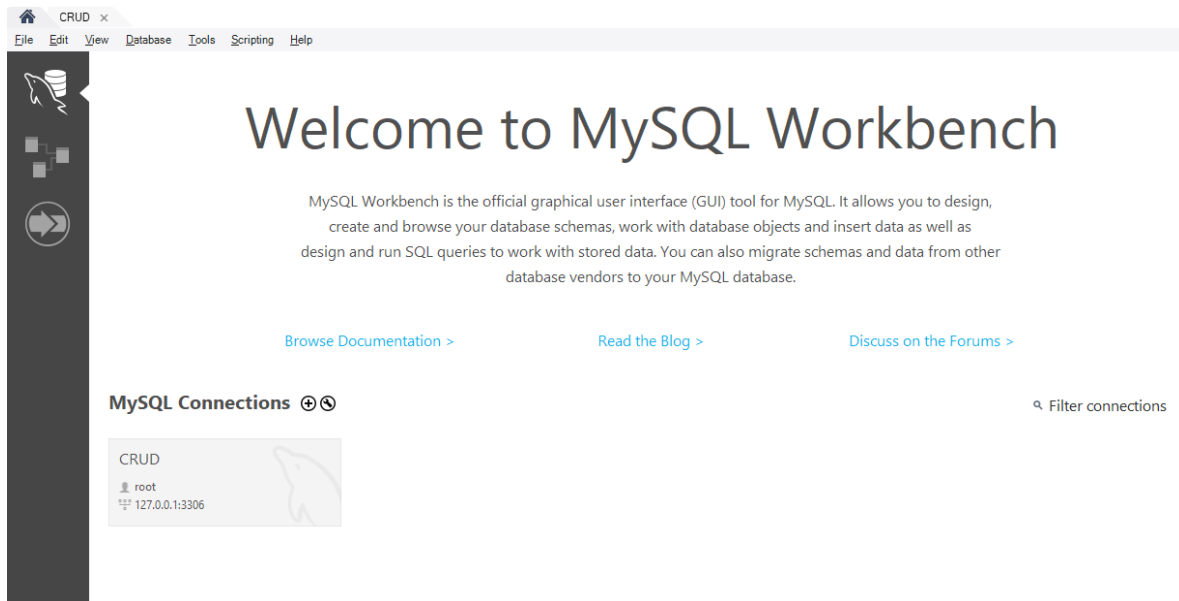 CRUD ×
File Edit View Database Tools Scripting Help
Welcome to MySQL Workbench
MySQL Workbench is the official graphical user interface (GUI) tool for MySQL. It allows you to design,
create and browse your database schemas, work with database objects and insert data as well as
design and run SQL queries to work with stored data. You can also migrate schemas and data from other
database vendors to your MySQL database.
Browse Documentation > Read the Blog > Discuss on the Forums >
MySQL Connections
Filter connections
CRUD
root
127.0.0.1:3306